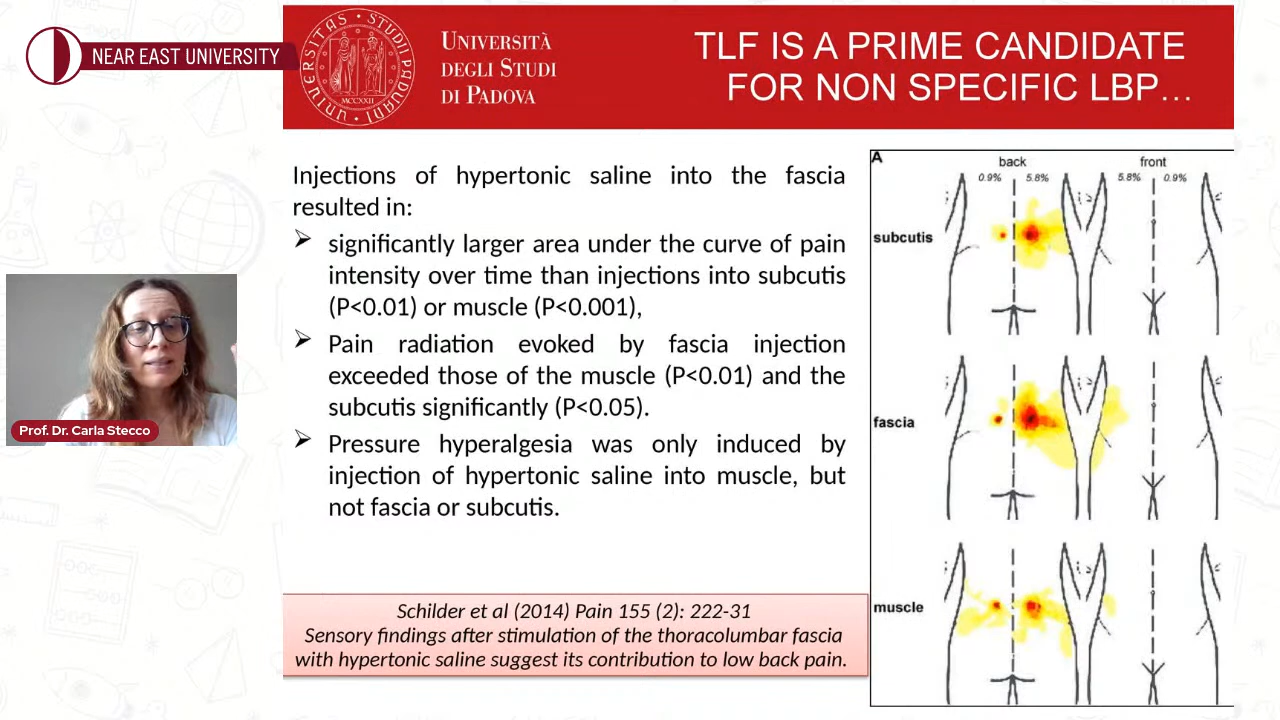 NEAR EAST UNIVERSITY
UNIVERSITÀ
DEGLI STUDI
DI PADOVA
TLF IS A PRIME CANDIDATE
FOR NON SPECIFIC LBP…
Injections of hypertonic saline into the fascia
resulted in:
➢ significantly larger area under the curve of pain
intensity over time than injections into subcutis
(P<0.01) or muscle (P<0.001),
➢ Pain radiation evoked by fascia injection
exceeded those of the muscle (P<0.01) and the
subcutis significantly (P<0.05).
➢ Pressure hyperalgesia was only induced by
injection of hypertonic saline into muscle, but
not fascia or subcutis.
Schilder et al (2014) Pain 155 (2): 222-31
Sensory findings after stimulation of the thoracolumbar fascia
with hypertonic saline suggest its contribution to low back pain.
A
back front
0.9% 5.8% 5.8% 0.9%
subcutis
fascia
muscle
Prof. Dr. Carla Stecco
UNIVERSITAS STUDII PADUANI
MCCXXII